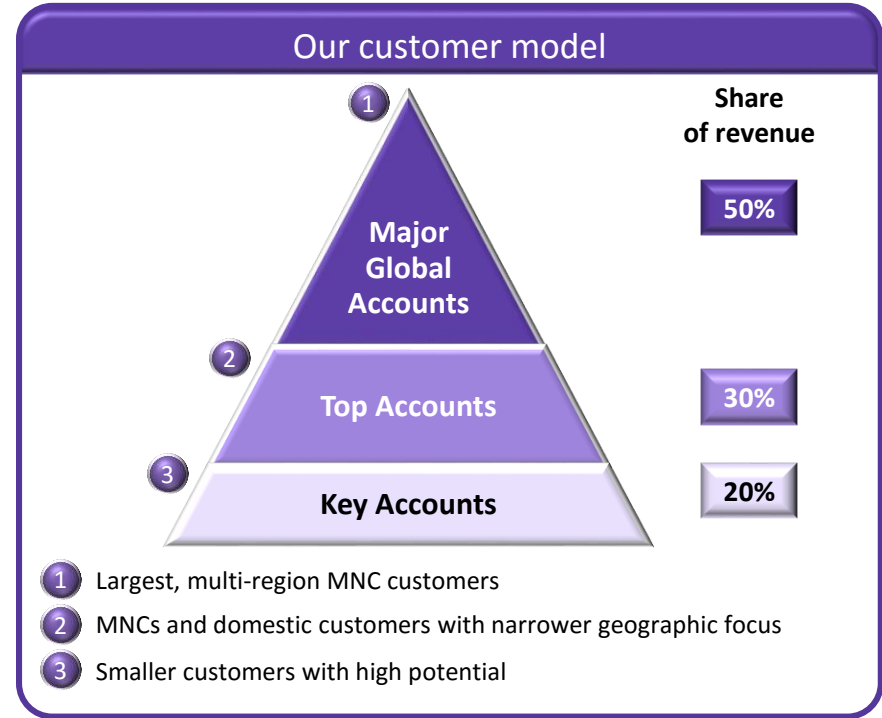 Our customer model
1
Share
of revenue
50%
Major
Global
Accounts
2
Top Accounts
30%
3
Key Accounts
20%
1 Largest, multi-region MNC customers
2 MNCs and domestic customers with narrower geographic focus
3 Smaller customers with high potential